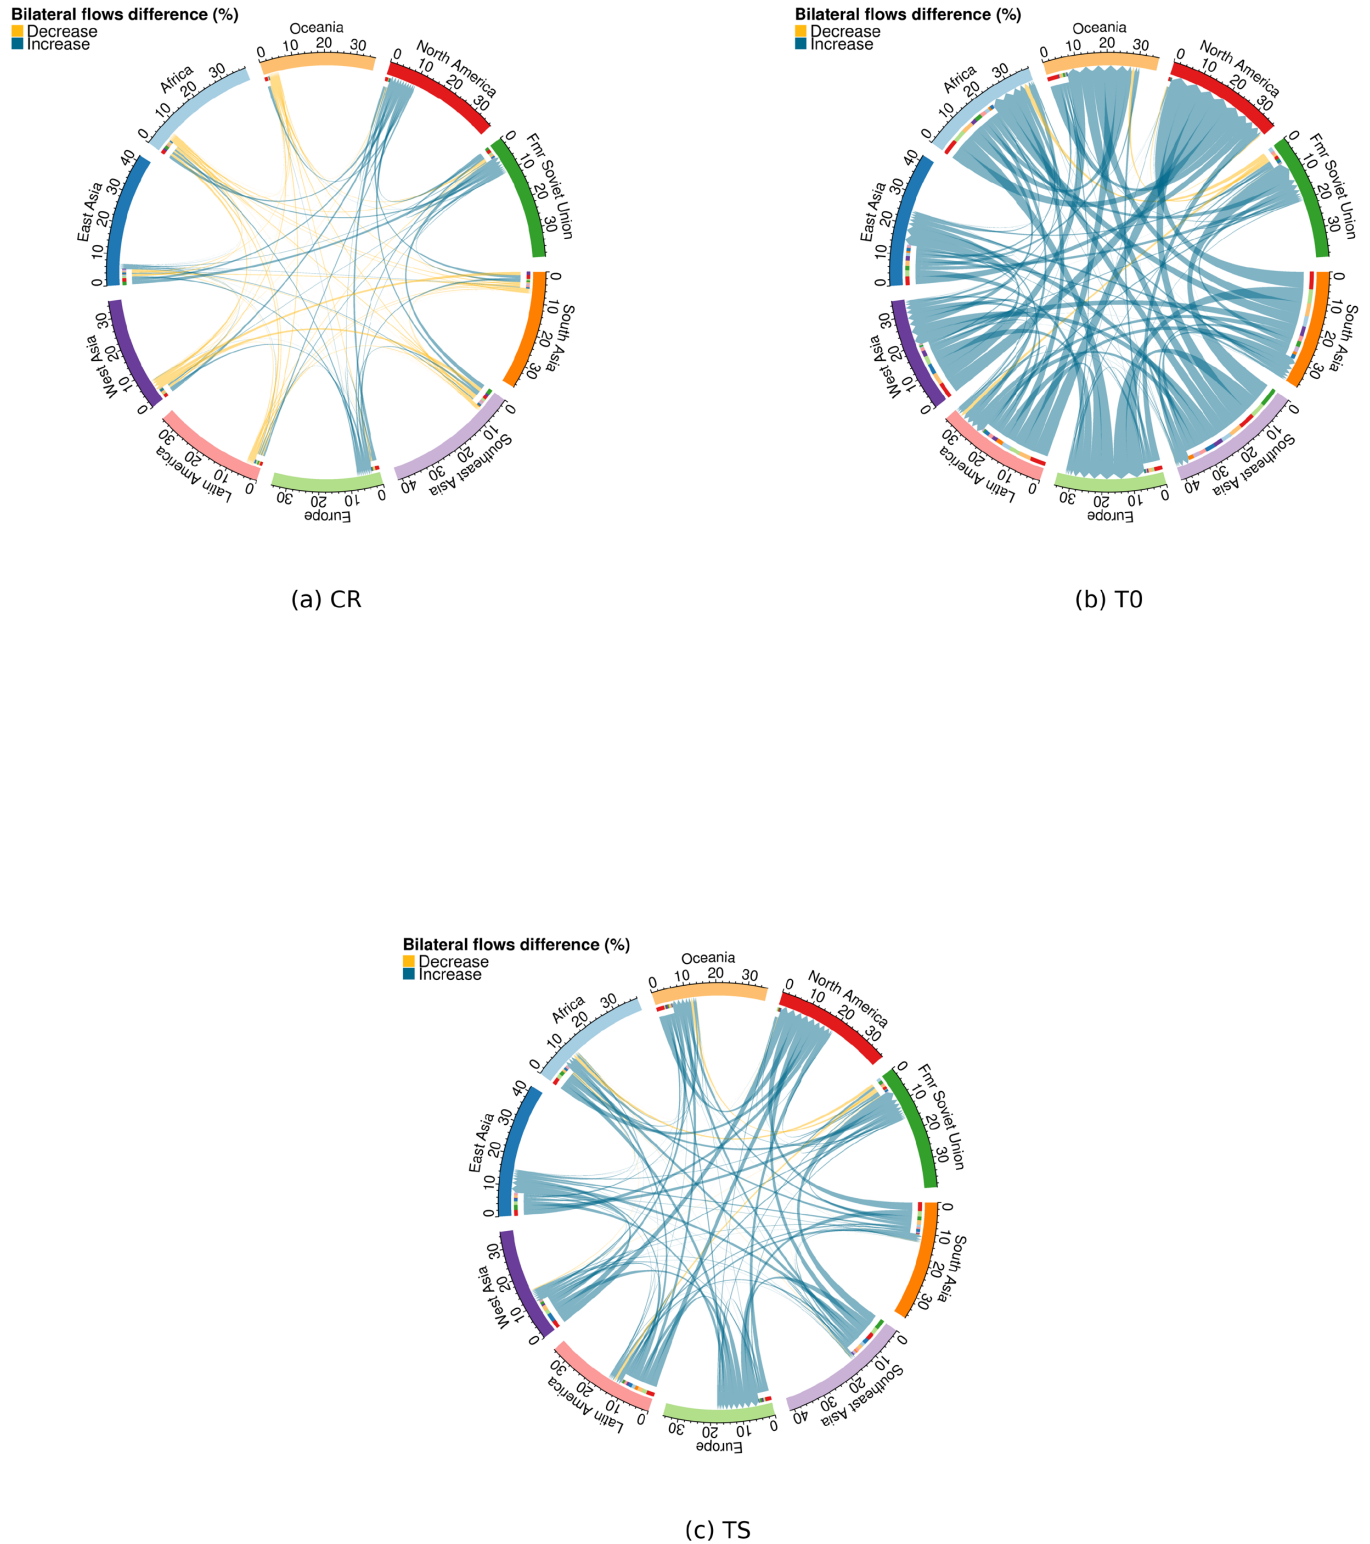 Bilateral flows difference (%)
Decrease
Increase
Oceania
0 10 20 30
North America
0 10 20 30
Fmr Soviet Union
0 10 20 30
South Asia
0 10 20 30
Southeast Asia
0 10 20 30 40
Europe
0 10 20 30
Latin America
0 10 20 30
West Asia
0 10 20 30
East Asia
0 10 20 30 40
Africa
0 10 20 30
(a) CR
Bilateral flows difference (%)
Decrease
Increase
Oceania
0 10 20 30
North America
0 10 20 30
Fmr Soviet Union
0 10 20 30
South Asia
0 10 20 30
Southeast Asia
0 10 20 30 40
Europe
0 10 20 30
Latin America
0 10 20 30
West Asia
0 10 20 30
East Asia
0 10 20 30 40
Africa
0 10 20 30
(b) T0
Bilateral flows difference (%)
Decrease
Increase
Oceania
0 10 20 30
North America
0 10 20 30
Fmr Soviet Union
0 10 20 30
South Asia
0 10 20 30
Southeast Asia
0 10 20 30 40
Europe
0 10 20 30
Latin America
0 10 20 30
West Asia
0 10 20 30
East Asia
0 10 20 30 40
Africa
0 10 20 30
(c) TS